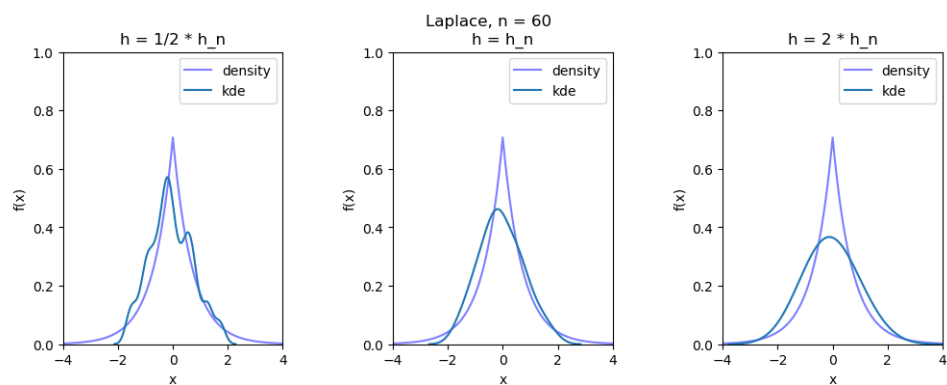 Laplace, n = 60
h = 1/2 * h_n
h = h_n
h = 2 * h_n
1.0
0.8
0.6
0.4
0.2
0.0
f(x)
density
kde
−4
−2
0
2
4
x
1.0
0.8
0.6
0.4
0.2
0.0
f(x)
density
kde
−4
−2
0
2
4
x
1.0
0.8
0.6
0.4
0.2
0.0
f(x)
density
kde
−4
−2
0
2
4
x